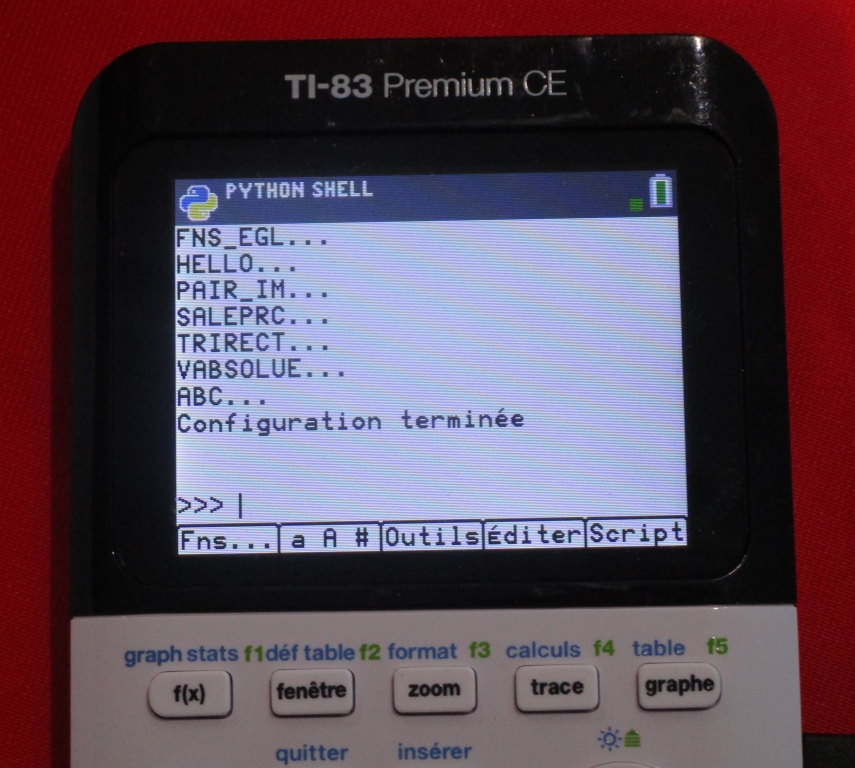 TI-83 Premium CE
PYTHON SHELL
FNS_EGL...
HELLO...
PAIR_IM...
SALEPRC...
TRIRECT...
VABSOLUE...
ABC...
Configuration terminée
>>> |
Fns... a A # Outils Éditer Script
graph stats f1 déf table f2 format f3 calculs f4 table f5
f(x) fenêtre zoom trace graphe
quitter insérer